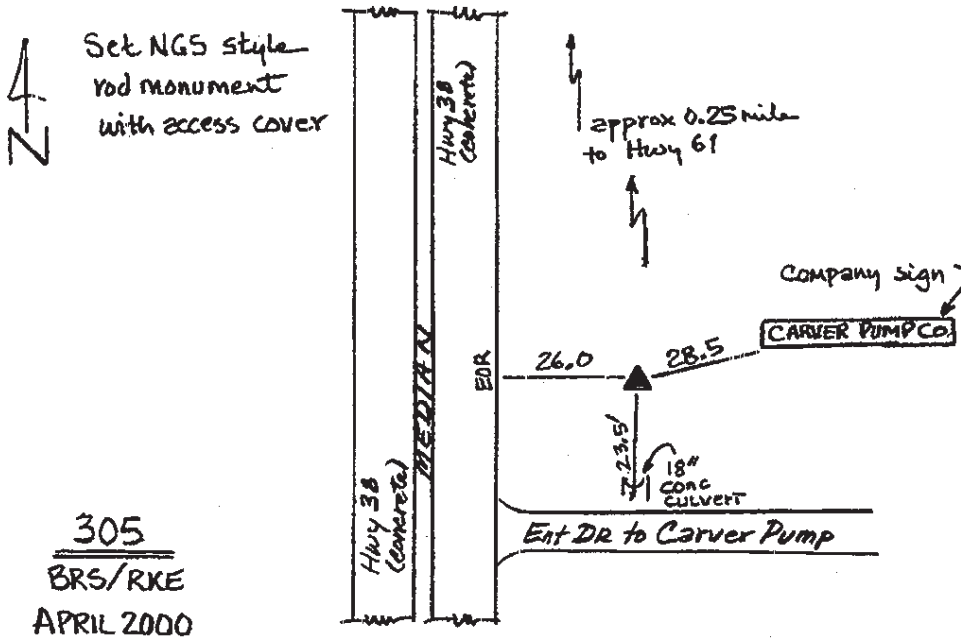 N
Set NGS style
rod monument
with access cover
Hwy 38
(concrete)
approx 0.25 mile
to Hwy 61
Company sign
CARVER PUMP CO
MEDIAN
EOR
26.0
28.5
23.5'
18"
CONC
CULVERT
Hwy 38
(concrete)
Ent DR to Carver Pump
305
BRS/RKE
APRIL 2000